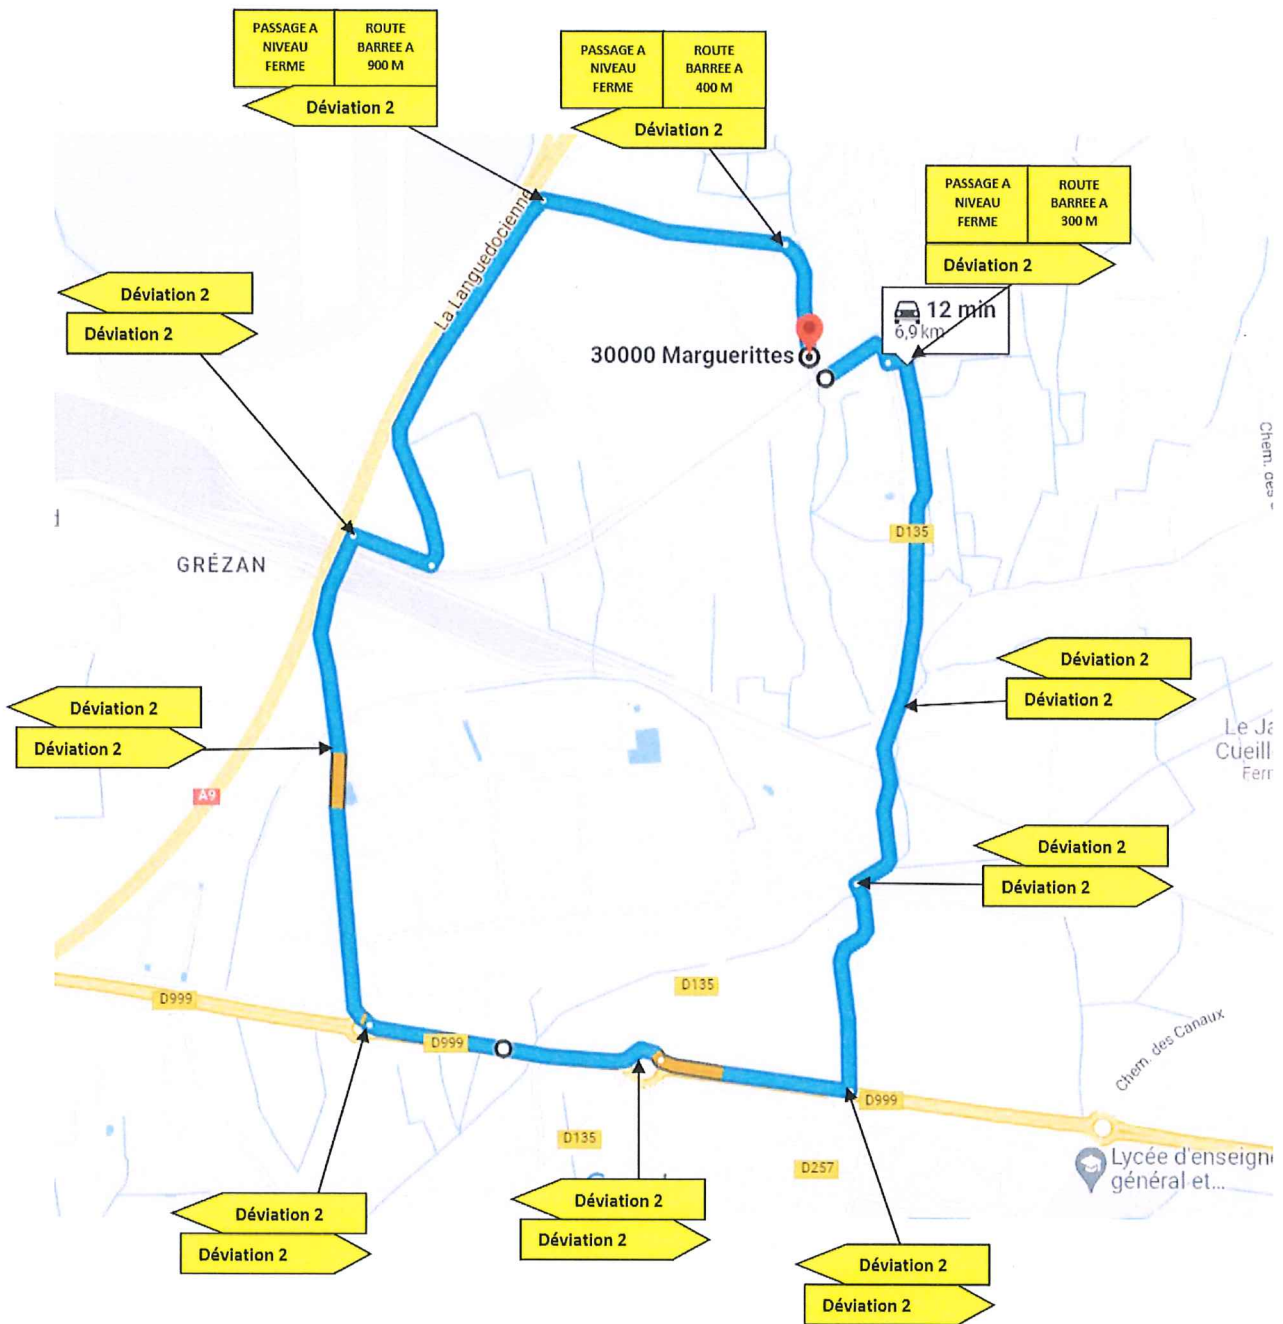 PASSAGE A
NIVEAU
FERME
ROUTE
BARREE A
900 M
Déviation 2
PASSAGE A
NIVEAU
FERME
ROUTE
BARREE A
400 M
Déviation 2
PASSAGE A
NIVEAU
FERME
ROUTE
BARREE A
300 M
Déviation 2
La Languedocienne
Déviation 2
Déviation 2
12 min
6,9 km
30000 Marguerittes
Chem. des
D135
GRÉZAN
Déviation 2
Déviation 2
Déviation 2
Déviation 2
Le Ja
Cueill
Ferr
A9
Déviation 2
Déviation 2
D135
D999
D999
Chem. des Canaux
D999
D135
D257
Lycée d'enseigne
général et...
Déviation 2
Déviation 2
Déviation 2
Déviation 2
Déviation 2
Déviation 2